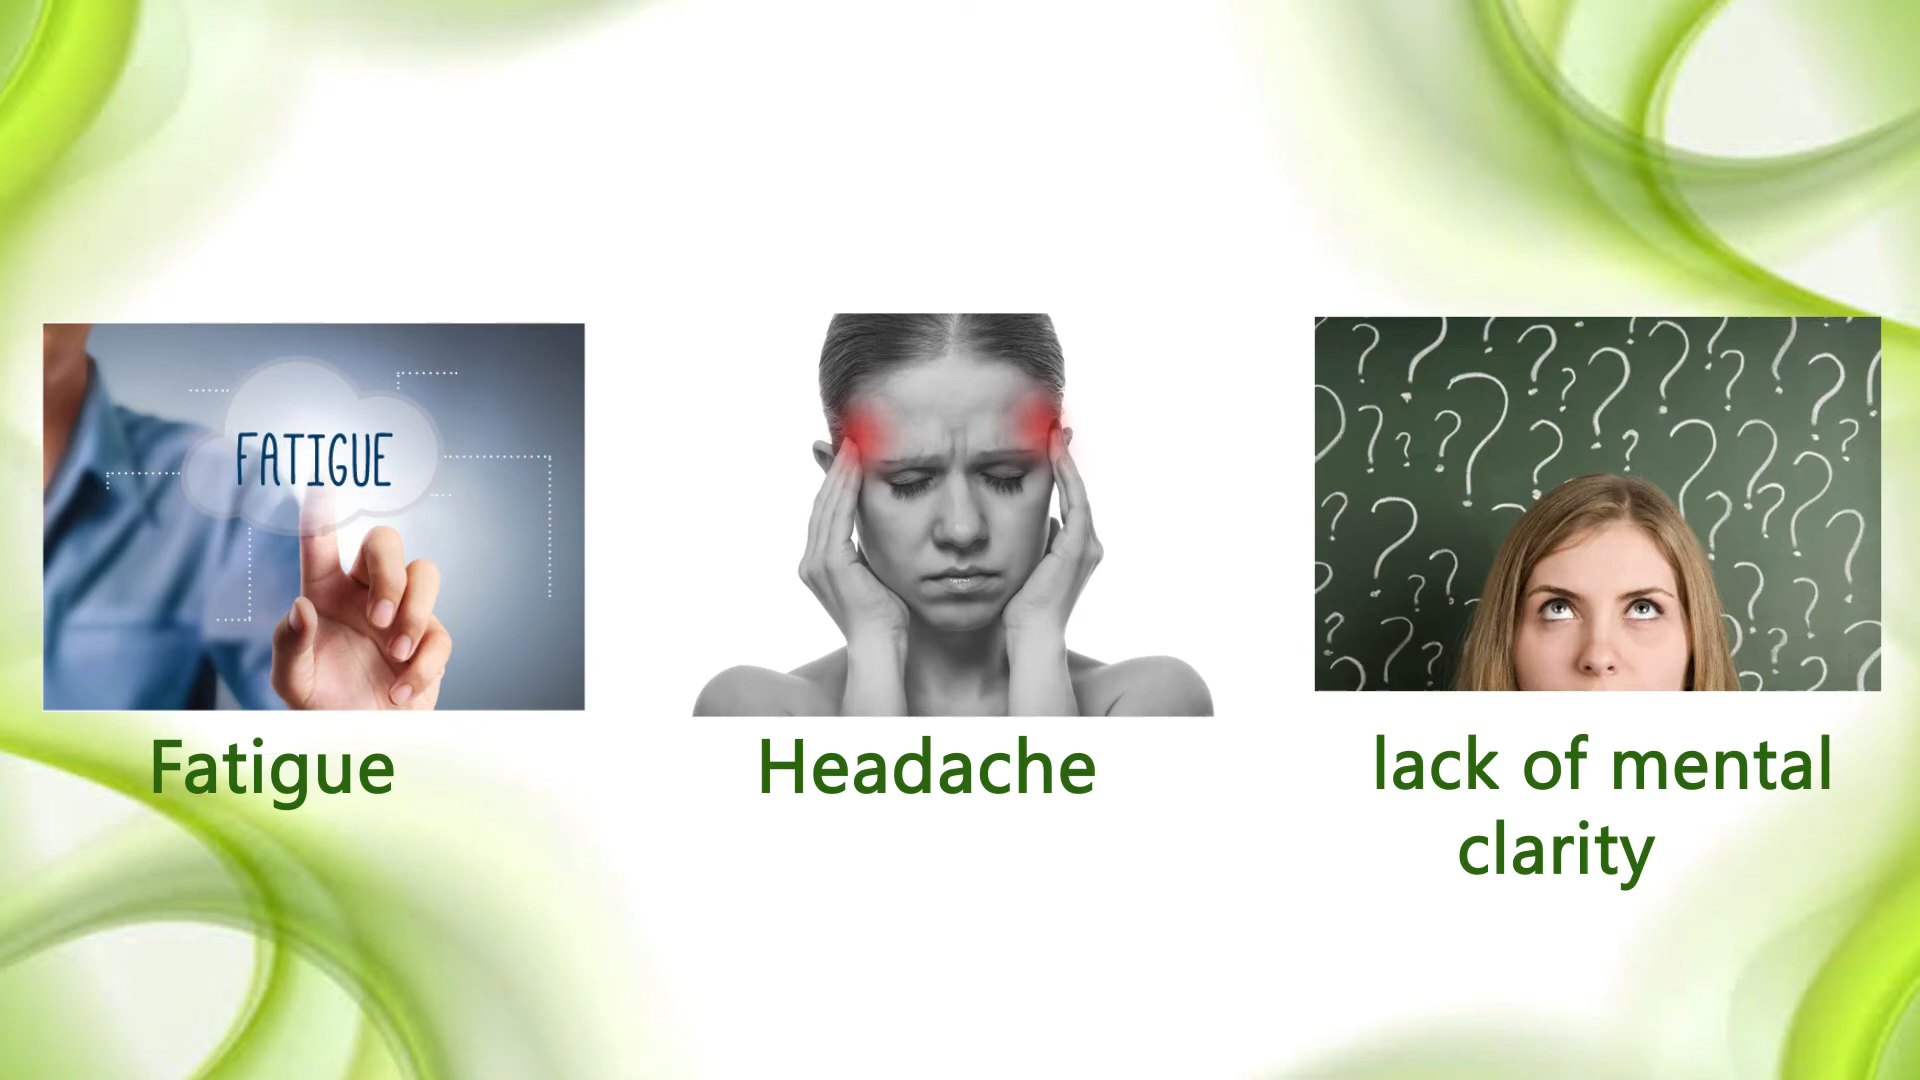 FATIGUE
Fatigue
Headache
lack of mental
clarity